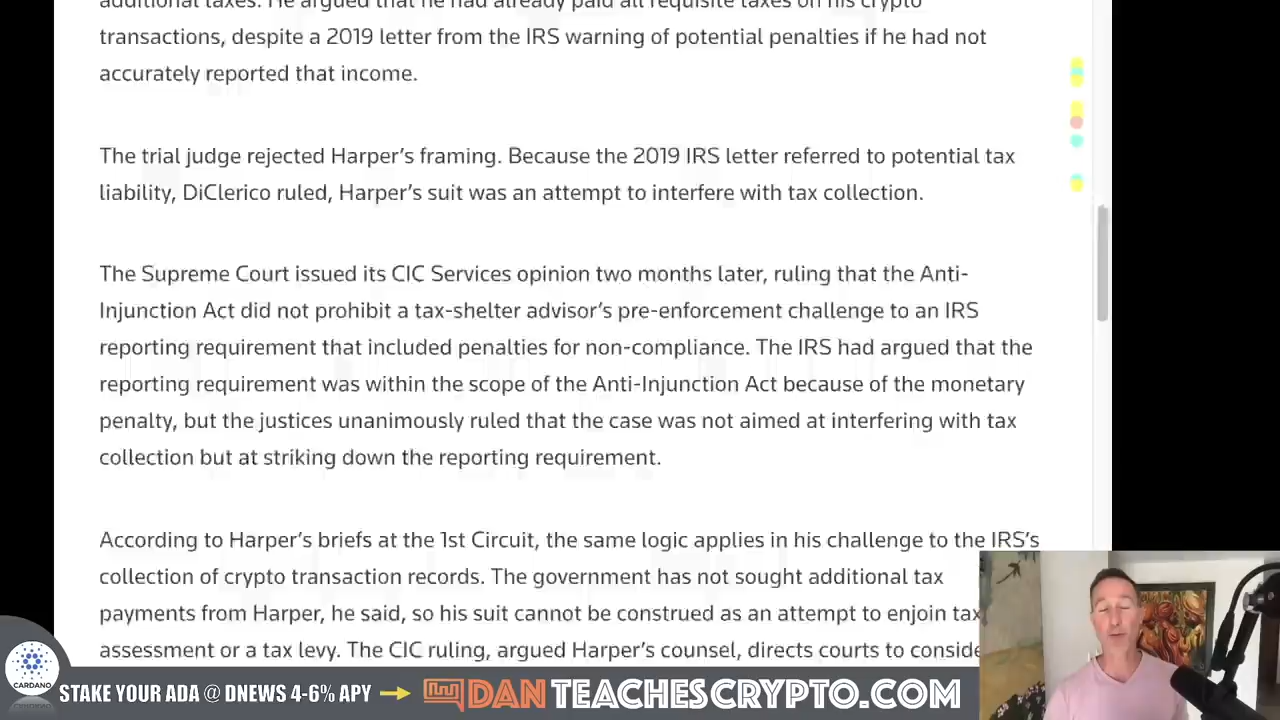 additional taxes. He argued that he had already paid all requisite taxes on his crypto
transactions, despite a 2019 letter from the IRS warning of potential penalties if he had not
accurately reported that income.
The trial judge rejected Harper’s framing. Because the 2019 IRS letter referred to potential tax
liability, DiClerico ruled, Harper’s suit was an attempt to interfere with tax collection.
The Supreme Court issued its CIC Services opinion two months later, ruling that the Anti-
Injunction Act did not prohibit a tax-shelter advisor’s pre-enforcement challenge to an IRS
reporting requirement that included penalties for non-compliance. The IRS had argued that the
reporting requirement was within the scope of the Anti-Injunction Act because of the monetary
penalty, but the justices unanimously ruled that the case was not aimed at interfering with tax
collection but at striking down the reporting requirement.
According to Harper’s briefs at the 1st Circuit, the same logic applies in his challenge to the IRS’s
collection of crypto transaction records. The government has not sought additional tax
payments from Harper, he said, so his suit cannot be construed as an attempt to enjoin tax
assessment or a tax levy. The CIC ruling, argued Harper’s counsel, directs courts to conside
CARDANO
STAKE YOUR ADA @ DNEWS 4-6% APY
DAN TEACHESCRYPTO.COM